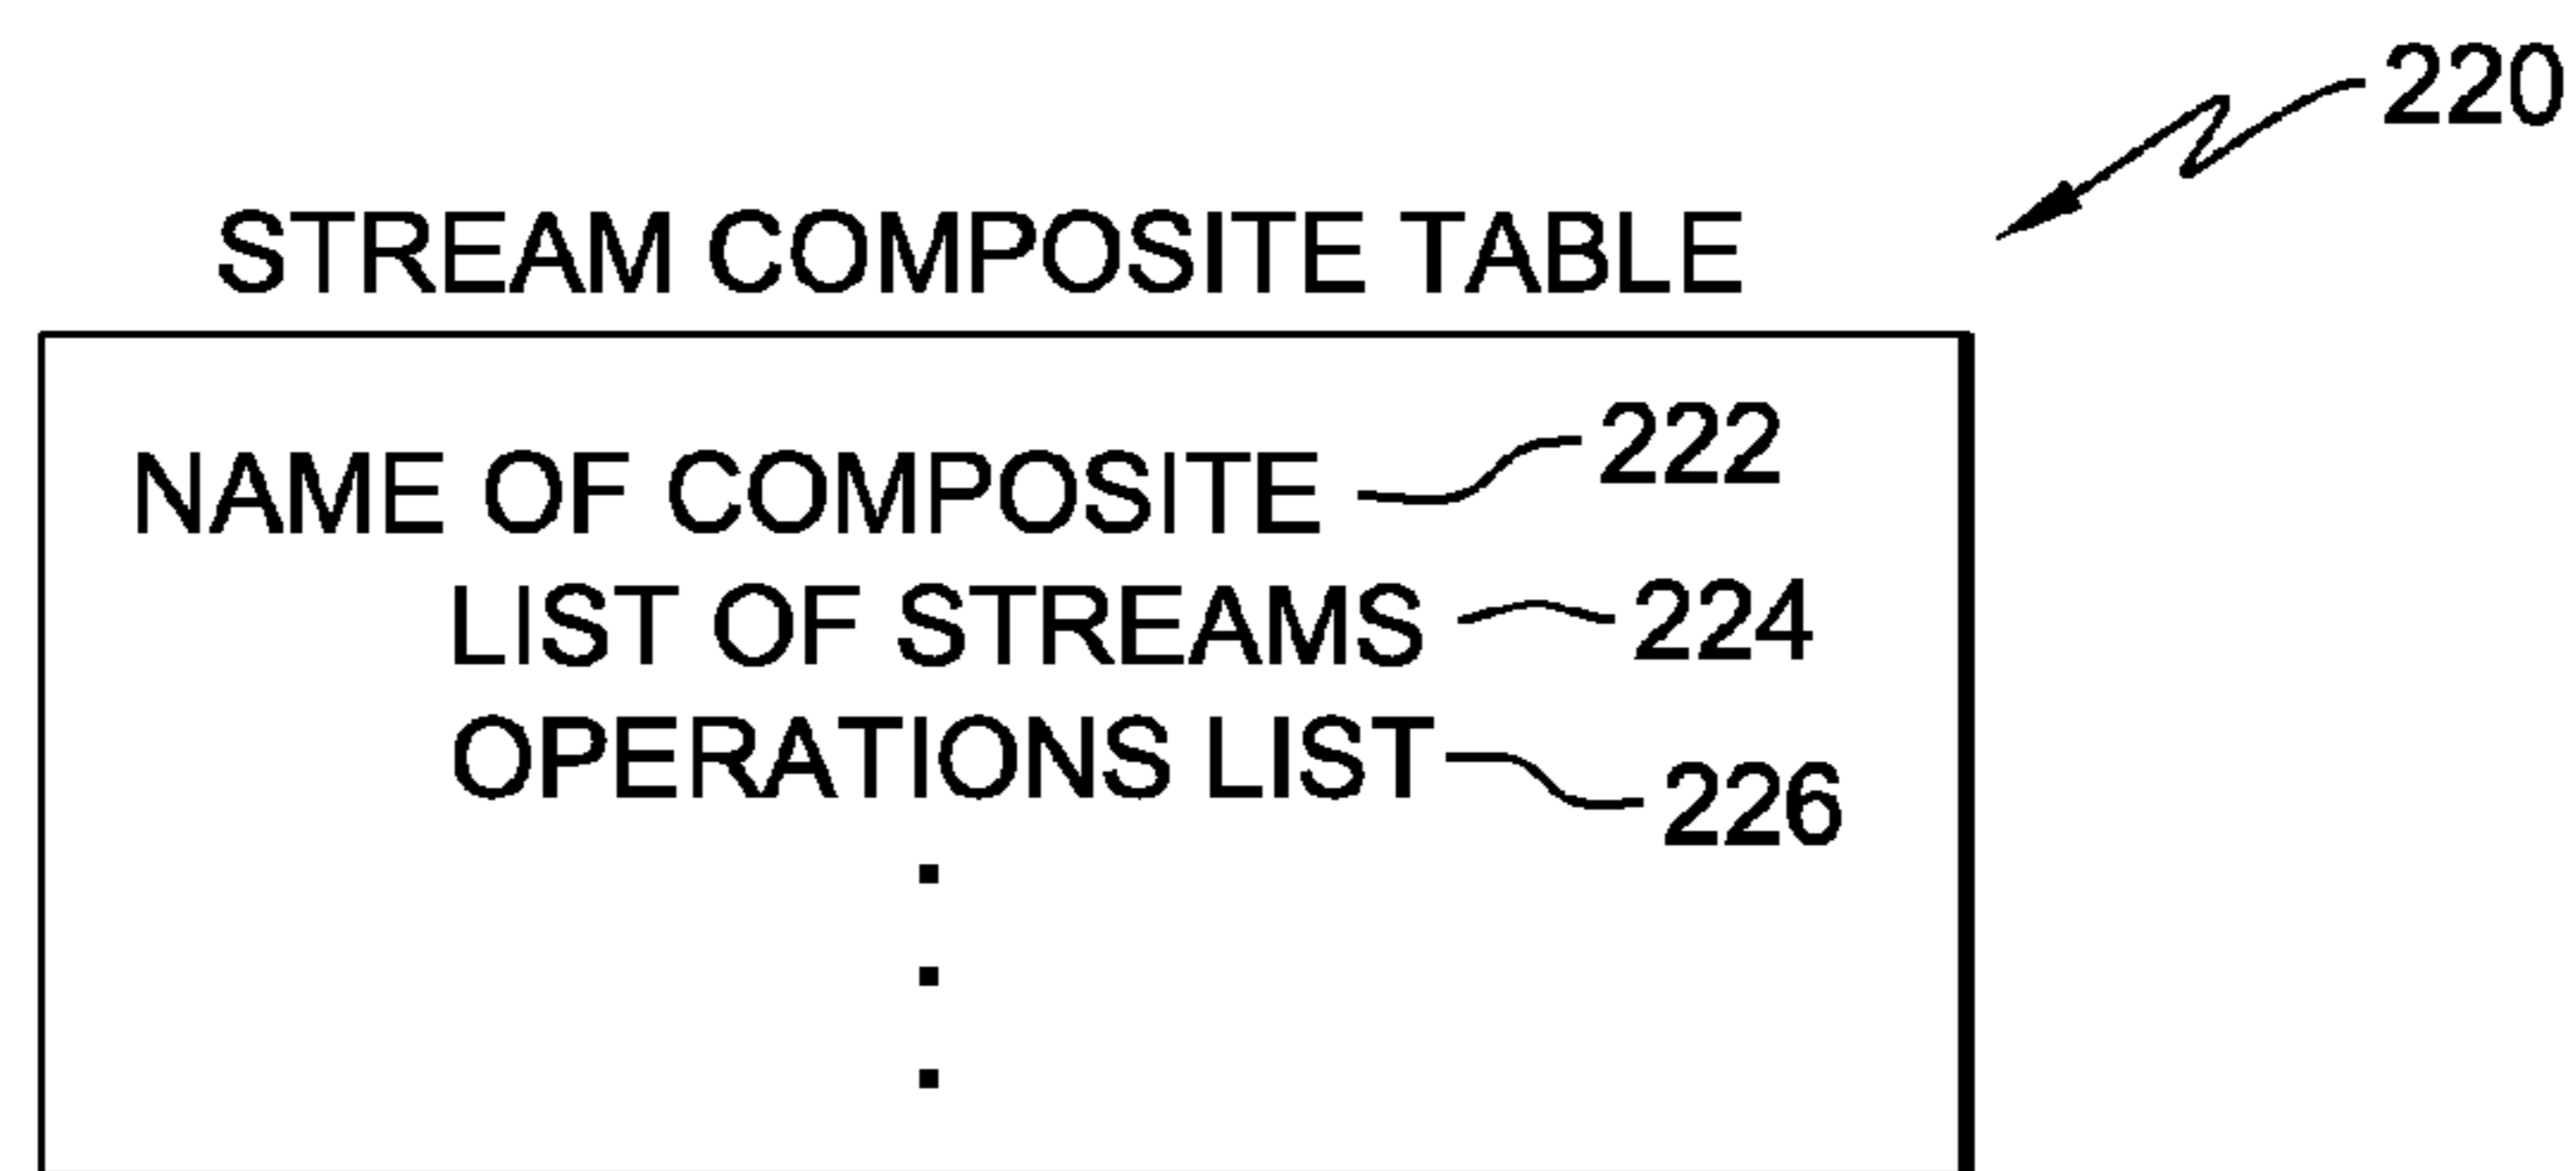 220
STREAM COMPOSITE TABLE
NAME OF COMPOSITE 222
LIST OF STREAMS 224
OPERATIONS LIST 226
.
.
.